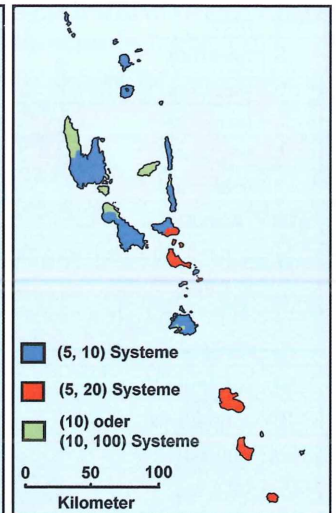 (5, 10) Systeme
(5, 20) Systeme
(10) oder
(10, 100) Systeme
0 50 100
Kilometer